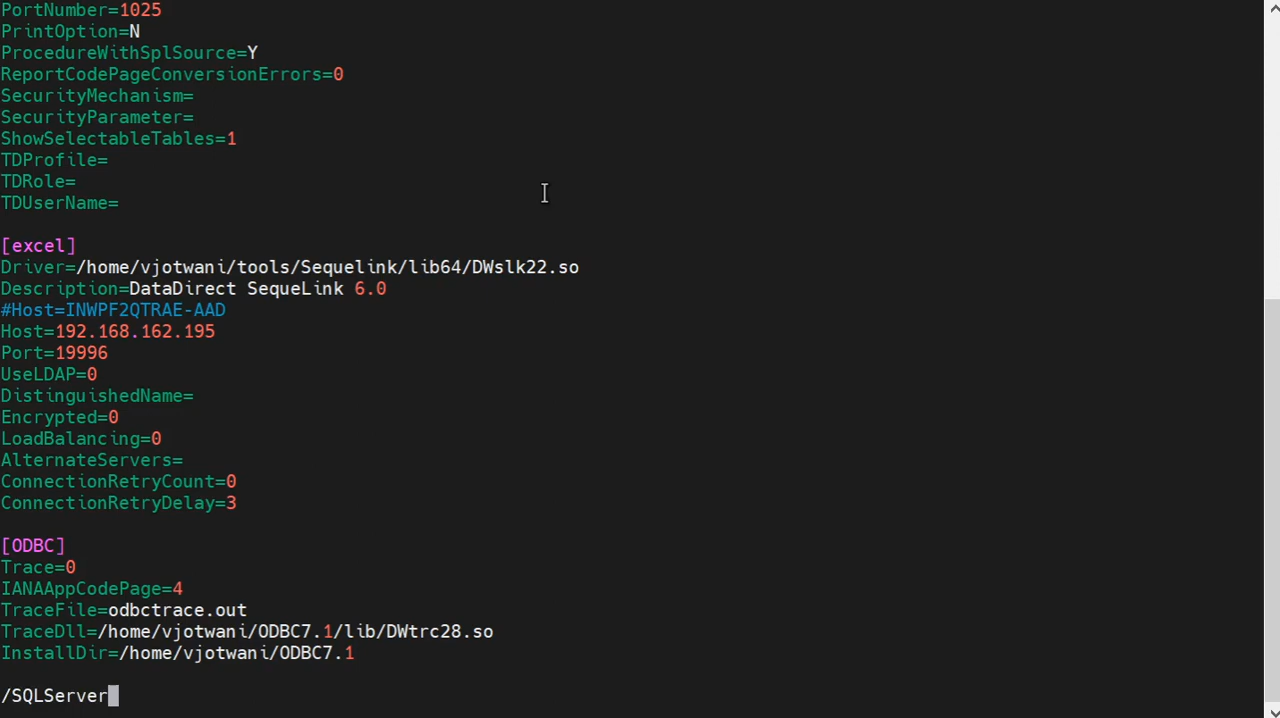 PortNumber=1025
PrintOption=N
ProcedureWithSplSource=Y
ReportCodePageConversionErrors=0
SecurityMechanism=
SecurityParameter=
ShowSelectableTables=1
TDProfile=
TDRole=
TDUserName=
[excel]
Driver=/home/vjotwani/tools/Sequelink/lib64/DWslk22.so
Description=DataDirect SequeLink 6.0
#Host=INWPF2QTRAE-AAD
Host=192.168.162.195
Port=19996
UseLDAP=0
DistinguishedName=
Encrypted=0
LoadBalancing=0
AlternateServers=
ConnectionRetryCount=0
ConnectionRetryDelay=3
[ODBC]
Trace=0
IANAAppCodePage=4
TraceFile=odbctrace.out
TraceDll=/home/vjotwani/ODBC7.1/lib/DWtrc28.so
InstallDir=/home/vjotwani/ODBC7.1
/SQLServer